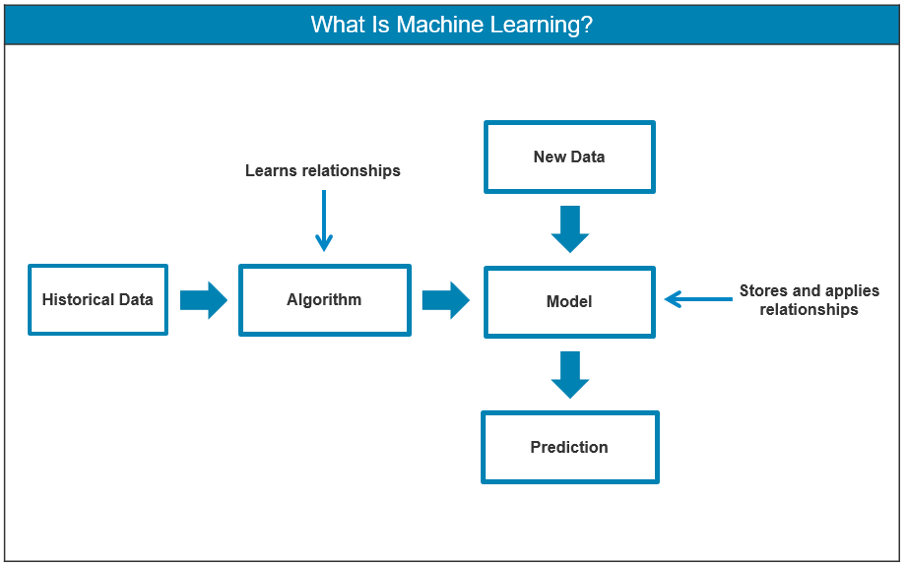 What Is Machine Learning?
New Data
Learns relationships
Historical Data
Algorithm
Model
Stores and applies
relationships
Prediction